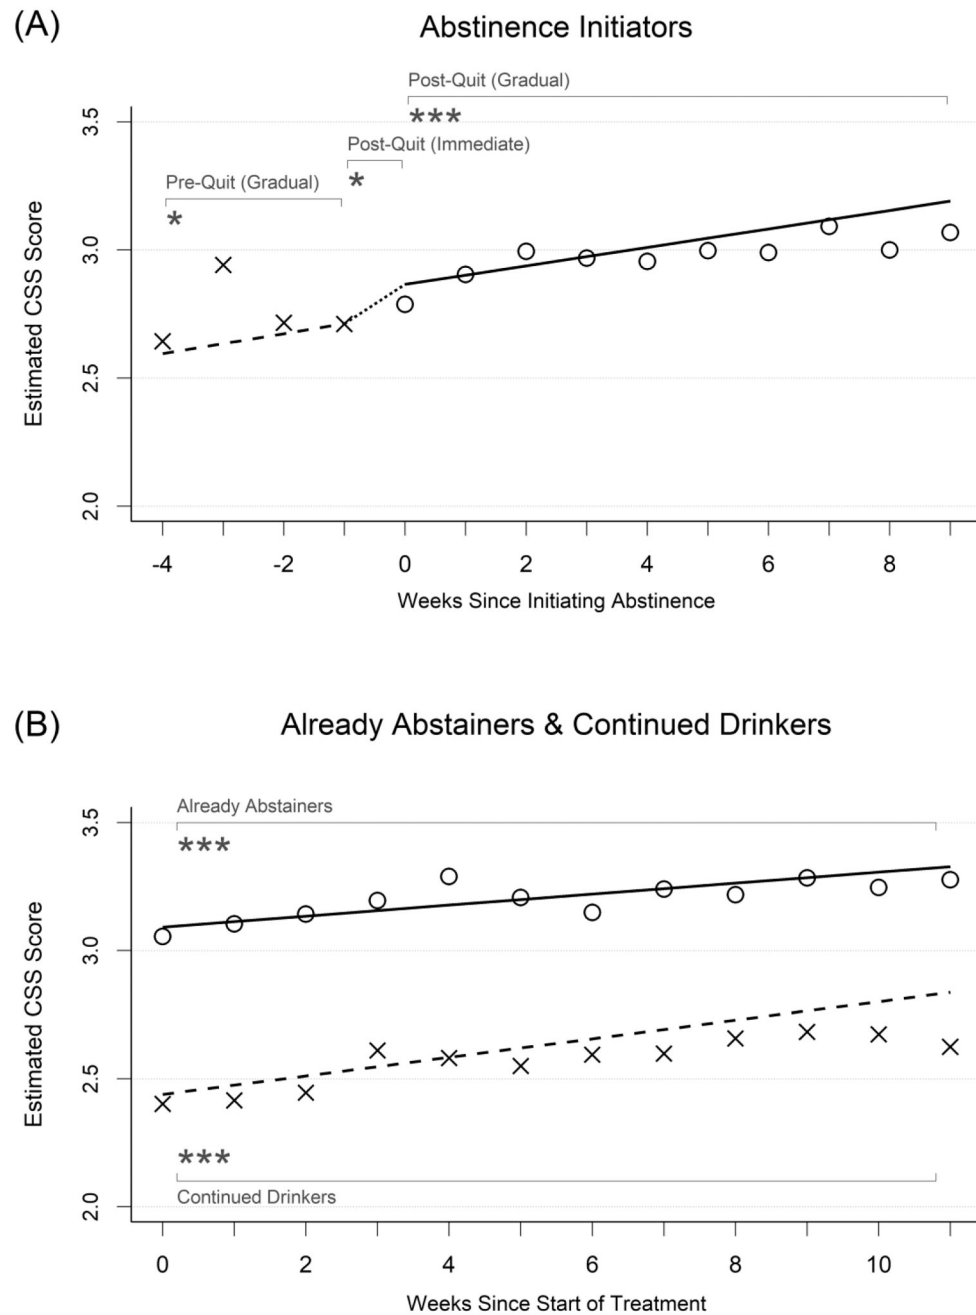 (A)
Abstinence Initiators
Post-Quit (Gradual)
***
Post-Quit (Immediate)
*
Pre-Quit (Gradual)
*
Estimated CSS Score
3.5
3.0
2.5
2.0
-4 -2 0 2 4 6 8
Weeks Since Initiating Abstinence
(B)
Already Abstainers & Continued Drinkers
Already Abstainers
***
Estimated CSS Score
3.5
3.0
2.5
2.0
***
Continued Drinkers
0 2 4 6 8 10
Weeks Since Start of Treatment